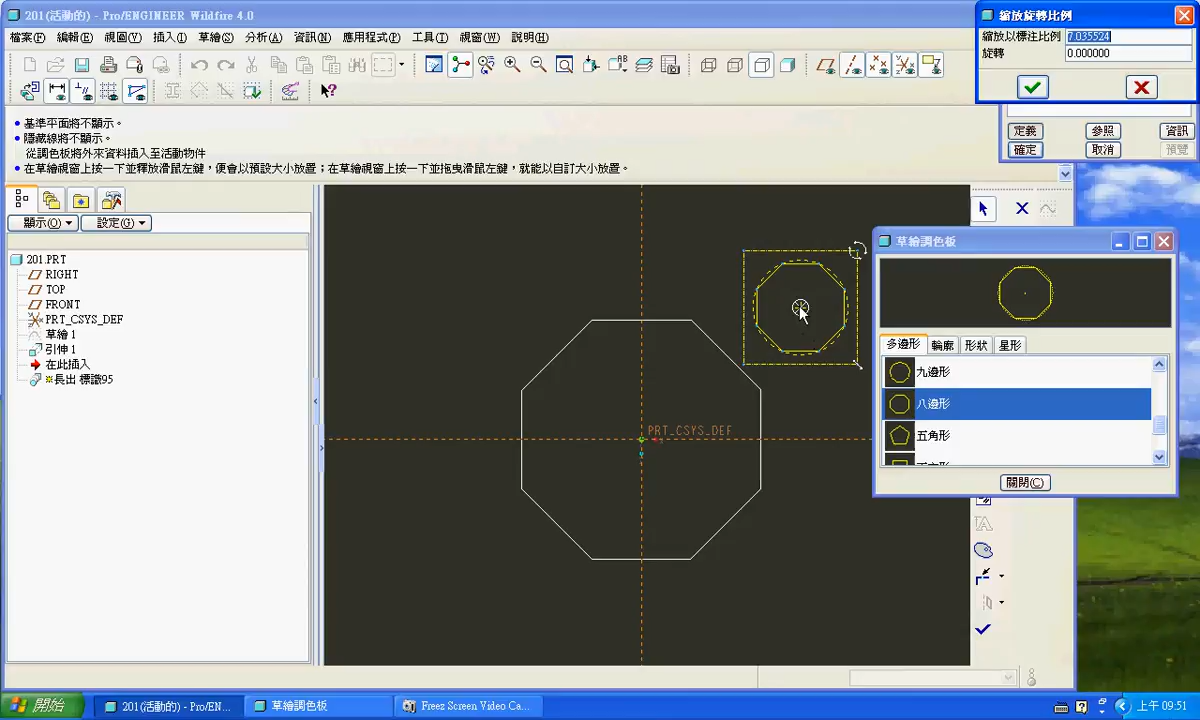 201(活動的) - Pro/ENGINEER Wildfire 4.0
檔案(F) 編輯(E) 視圖(V) 插入(I) 草繪(S) 分析(A) 資訊(N) 應用程式(P) 工具(T) 視窗(W) 說明(H)
縮放旋轉比例
縮放以標注比例 7.035524
旋轉 0.000000
• 基準平面將不顯示。
• 隱藏線將不顯示。
從調色板將外來資料插入至活動物件
• 在草繪視窗上按一下並釋放滑鼠左鍵，便會以預設大小放置；在草繪視窗上按一下並拖曳滑鼠左鍵，就能以自訂大小放置。
定義 參照 資訊
確定 取消 預覽
顯示(O) 設定(G)
201.PRT
RIGHT
TOP
FRONT
PRT_CSYS_DEF
草繪 1
引伸 1
在此插入
長出 標識95
PRT_CSYS_DEF
草繪調色板
多邊形 輪廓 形狀 星形
九邊形
八邊形
五角形
關閉(C)
開始
201(活動的) - Pro/EN...
草繪調色板
Freez Screen Video Ca...
上午 09:51